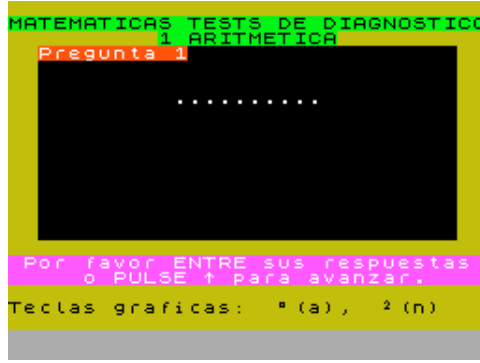 MATEMATICAS TESTS DE DIAGNOSTICO
1 ARITMETICA
Pregunta 1
..........
Por favor ENTRE sus respuestas
o PULSE ↑ para avanzar.
Teclas graficas: º(a), ²(n)